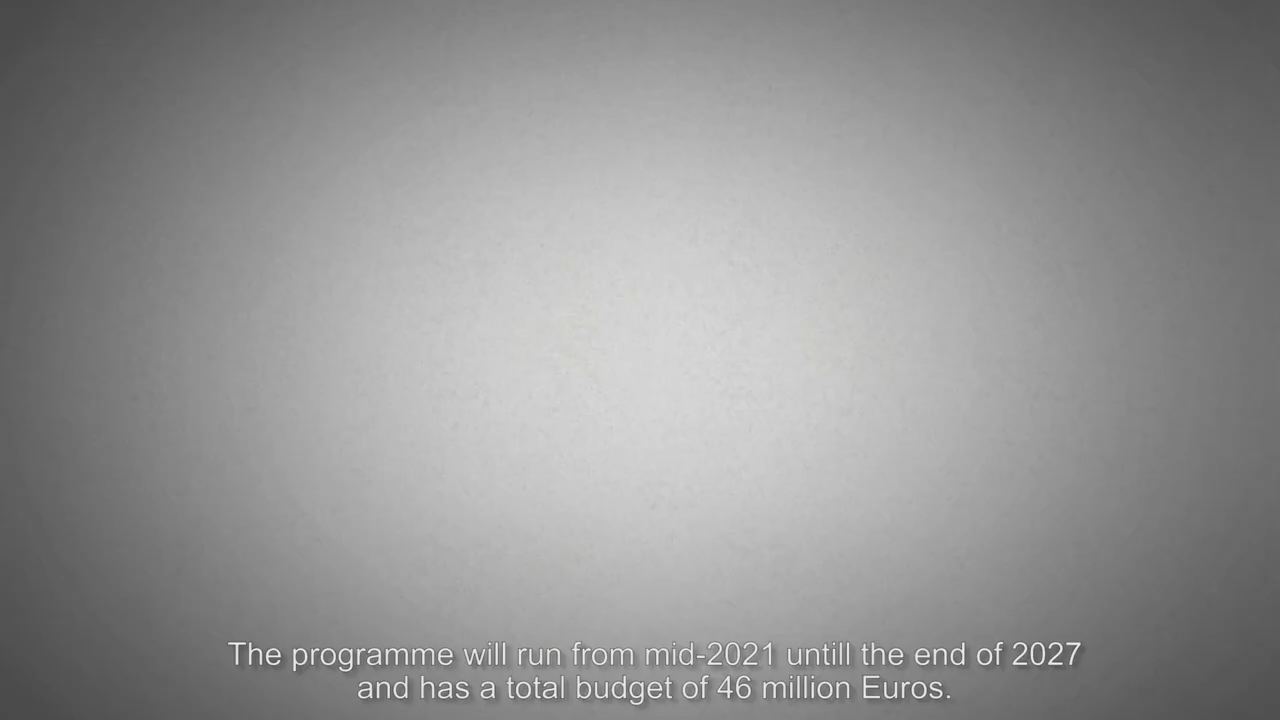 The programme will run from mid-2021 untill the end of 2027
and has a total budget of 46 million Euros.